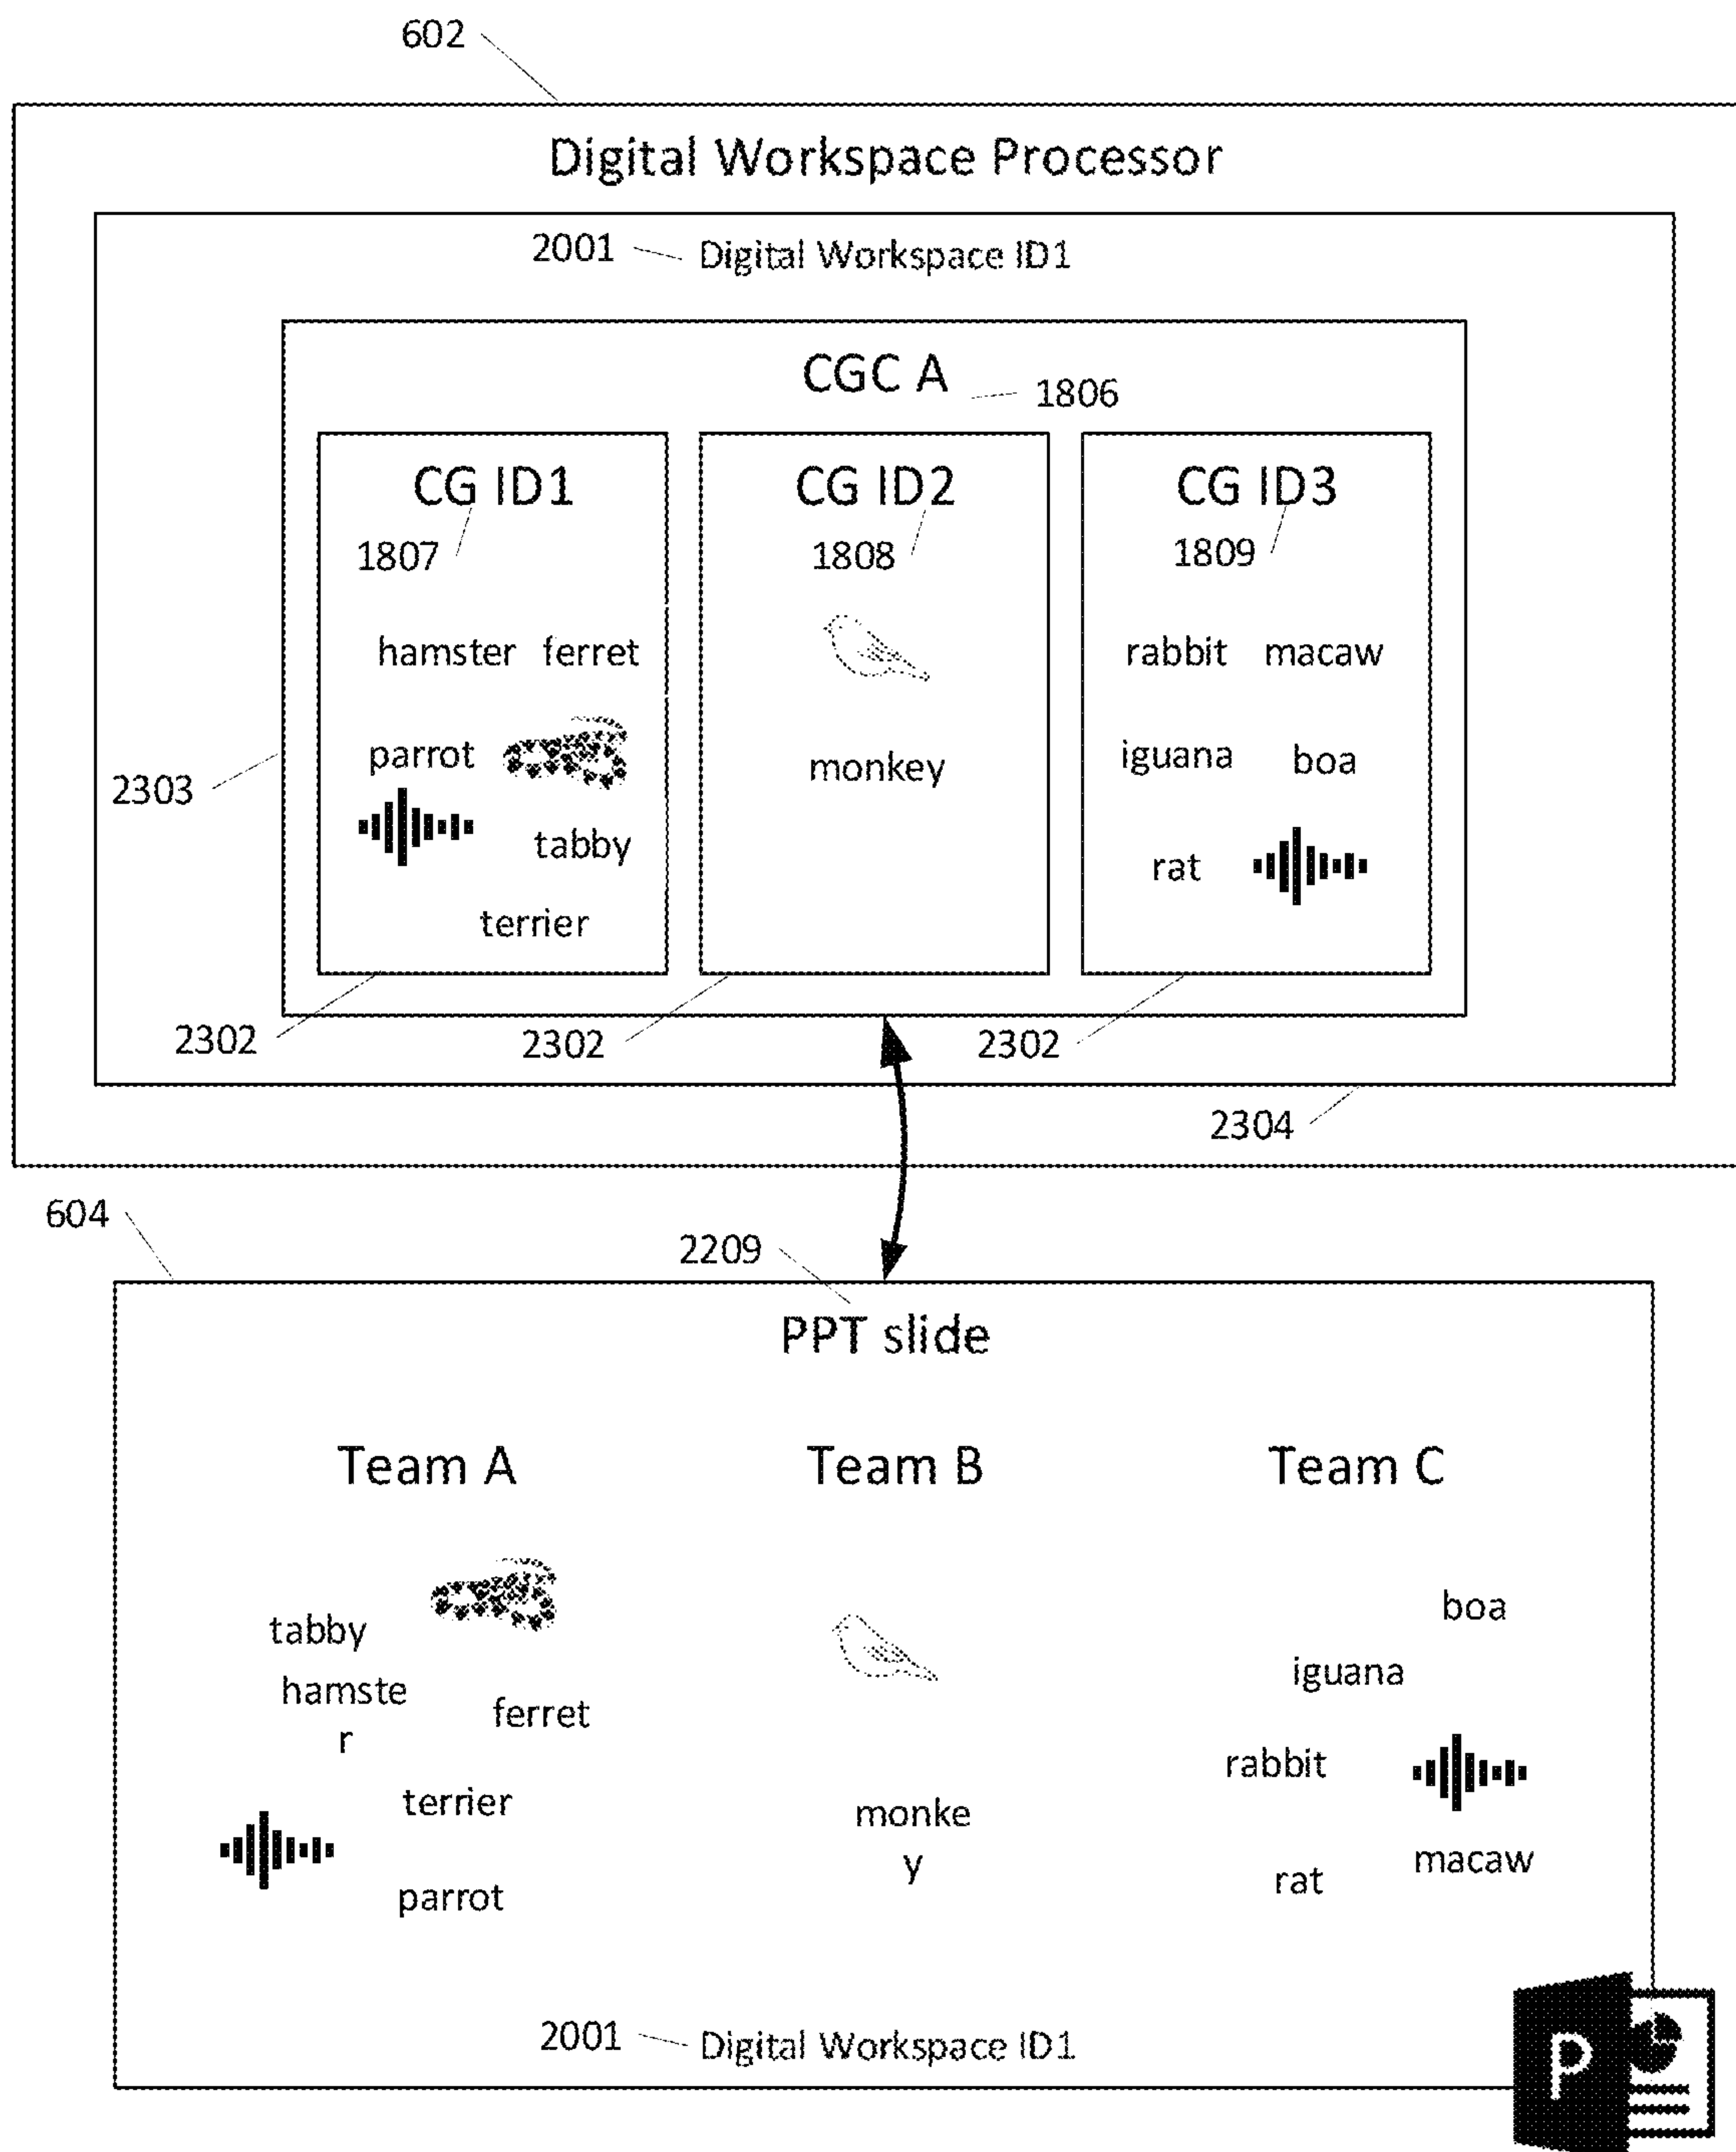 602
Digital Workspace Processor
2001 Digital Workspace ID1
CGC A
1806
CG ID1 CG ID2 CG ID3
1807 1808 1809
hamster ferret rabbit macaw
parrot monkey iguana boa
2303
tabby rat
terrier
2302 2302 2302
2304
604
2209
PPT slide
Team A Team B Team C
boa
tabby
iguana
hamste
r
ferret
rabbit
terrier
monke
y
macaw
rat
parrot
2001 Digital Workspace ID1
P